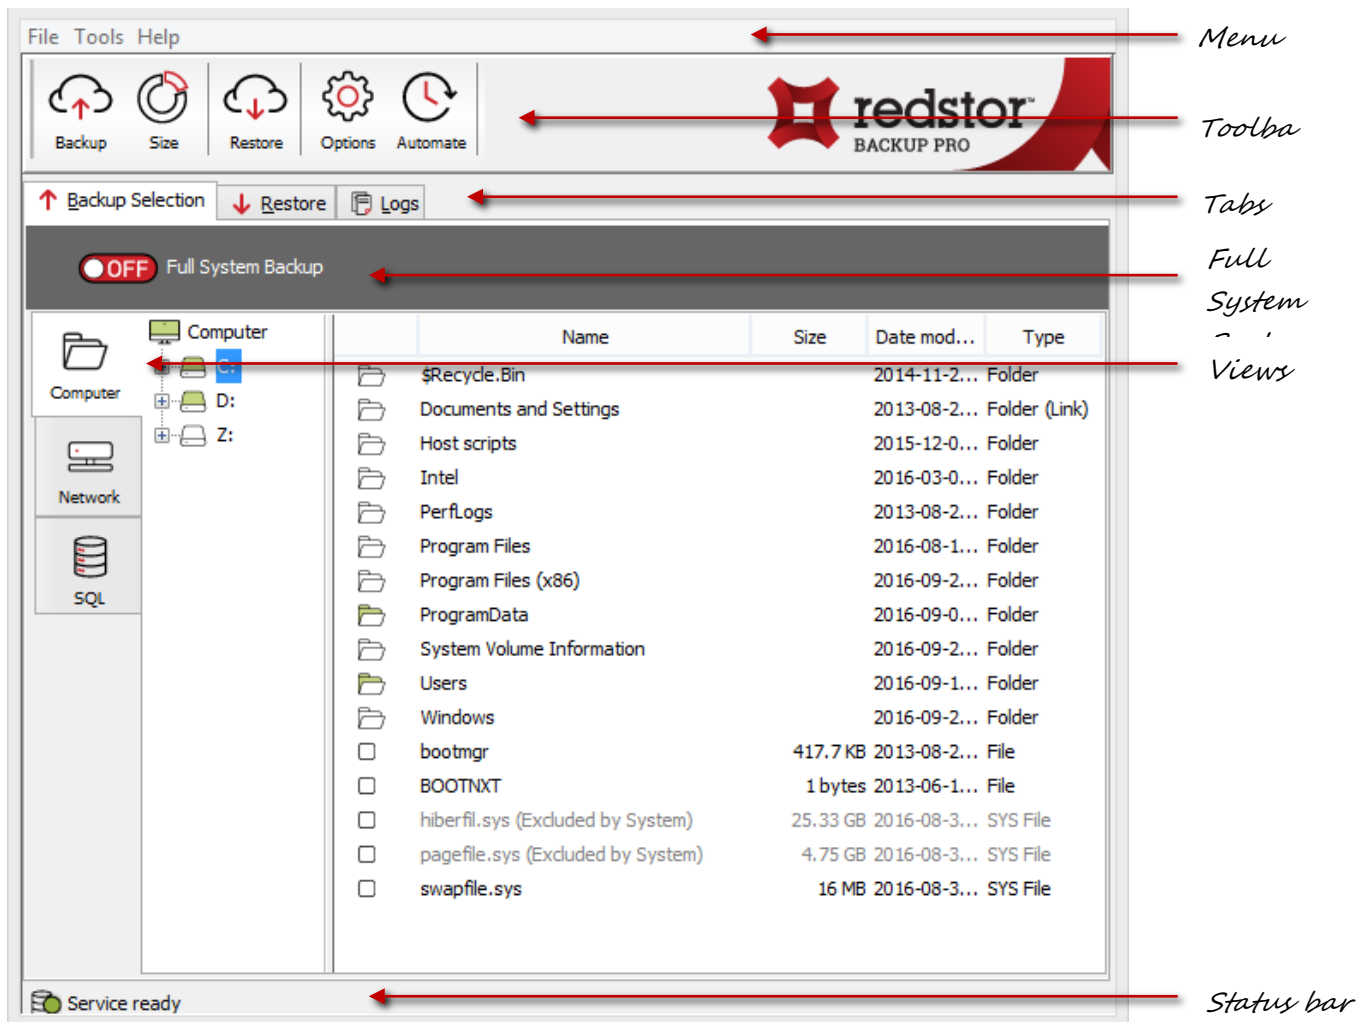 File Tools Help
Menu
Backup Size Restore Options Automate
redstor™
BACKUP PRO
Toolba
Backup Selection Restore Logs
Tabs
OFF Full System Backup
Full
System
Views
Computer
Network
SQL
Computer
C:
D:
Z:
Name Size Date mod... Type
$Recycle.Bin 2014-11-2... Folder
Documents and Settings 2013-08-2... Folder (Link)
Host scripts 2015-12-0... Folder
Intel 2016-03-0... Folder
PerfLogs 2013-08-2... Folder
Program Files 2016-08-1... Folder
Program Files (x86) 2016-09-2... Folder
ProgramData 2016-09-0... Folder
System Volume Information 2016-09-2... Folder
Users 2016-09-1... Folder
Windows 2016-09-2... Folder
bootmgr 417.7 KB 2013-08-2... File
BOOTNXT 1 bytes 2013-06-1... File
hiberfil.sys (Excluded by System) 25.33 GB 2016-08-3... SYS File
pagefile.sys (Excluded by System) 4.75 GB 2016-08-3... SYS File
swapfile.sys 16 MB 2016-08-3... SYS File
Service ready
Status bar